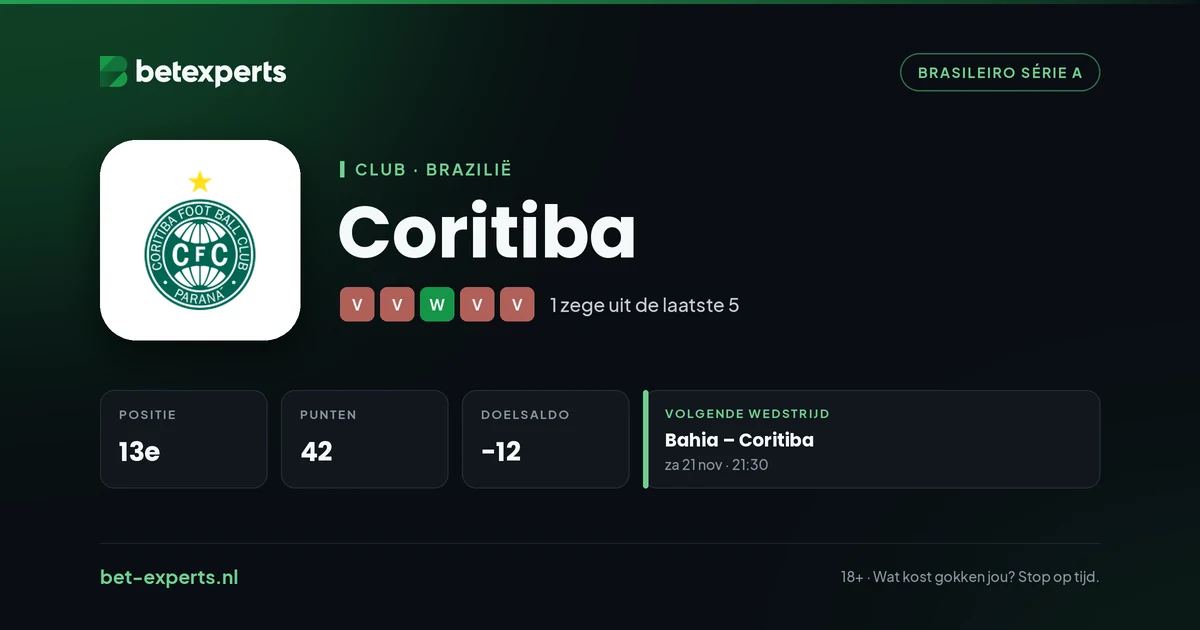 betexperts
BRASILEIRO SÉRIE A
CORITIBA FOOT BALL CLUB
CFC
PARANA
CLUB · BRAZILIË
Coritiba
V V W V V 1 zege uit de laatste 5
POSITIE
13e
PUNTEN
42
DOELSALDO
−12
VOLGENDE WEDSTRIJD
Bahia – Coritiba
za 21 nov · 21:30
bet-experts.nl
18+ · Wat kost gokken jou? Stop op tijd.